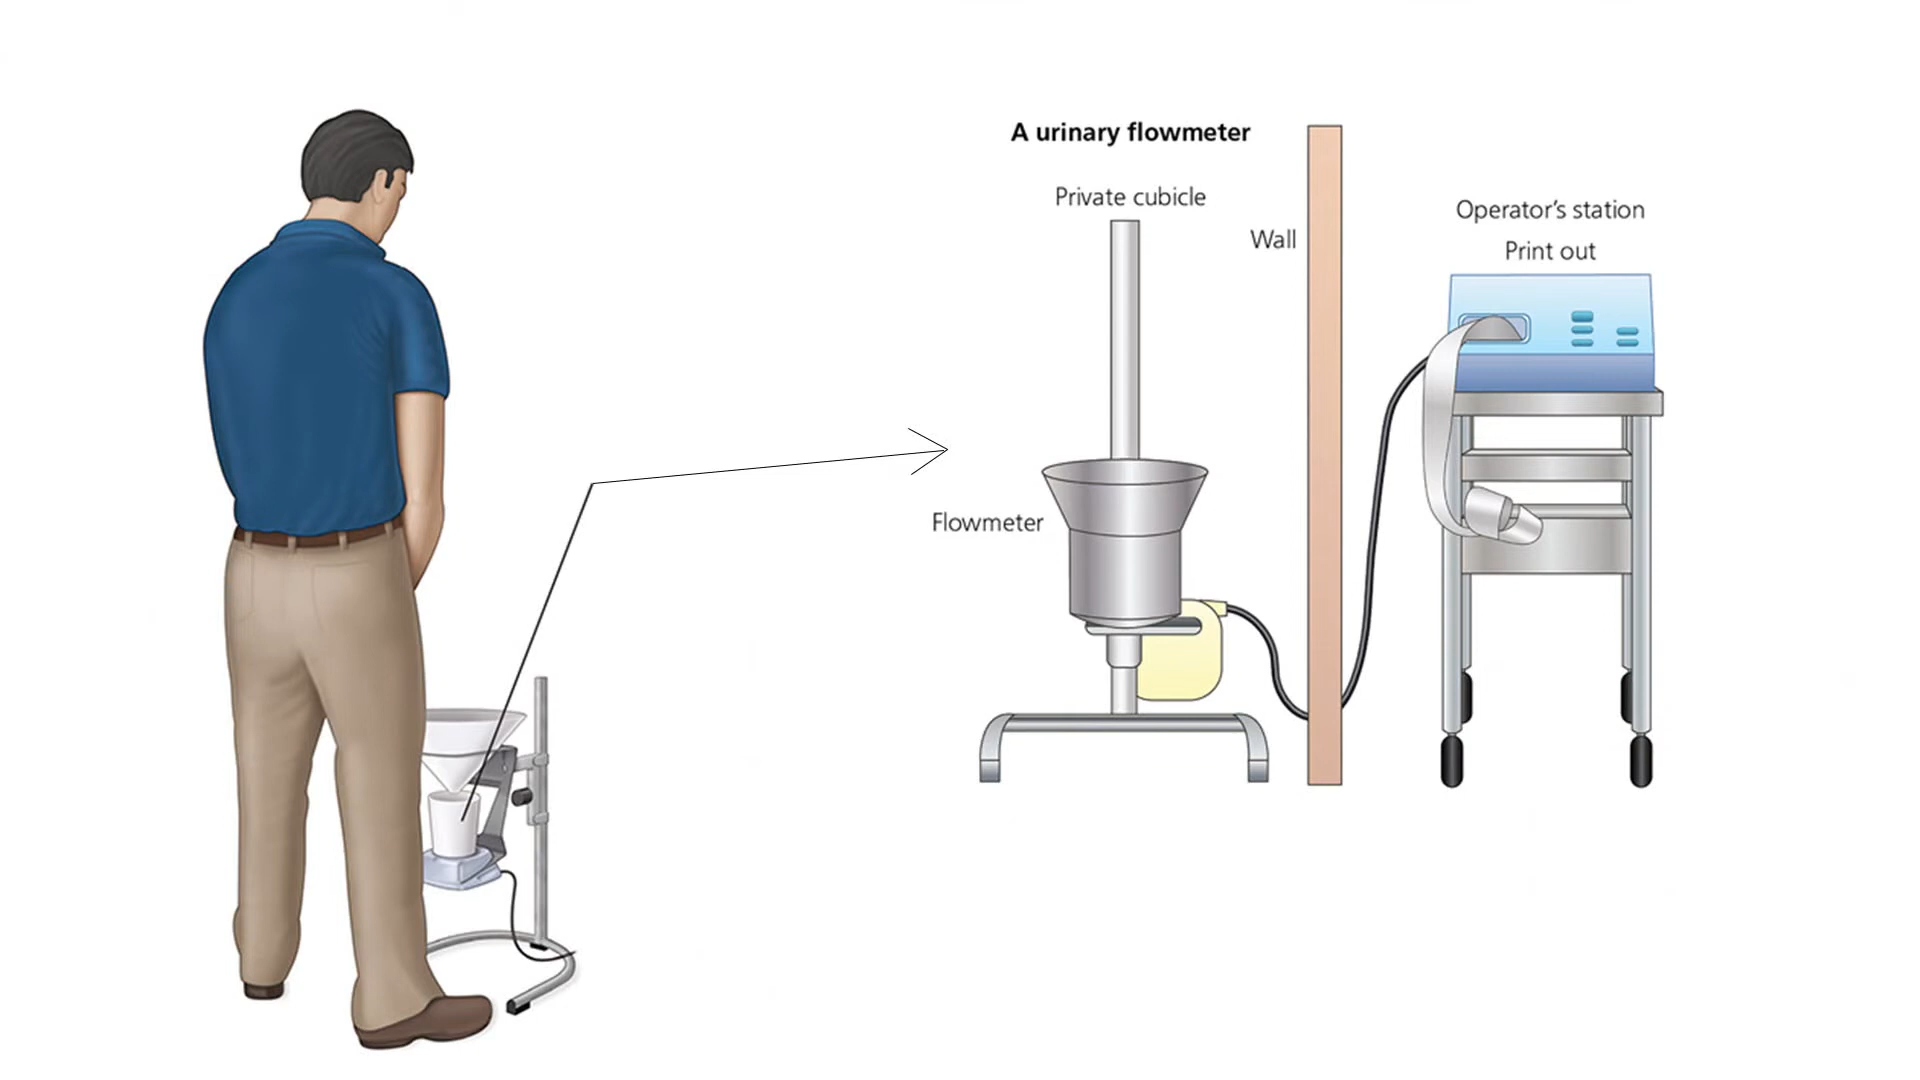 A urinary flowmeter
Private cubicle
Wall
Operator’s station
Print out
Flowmeter